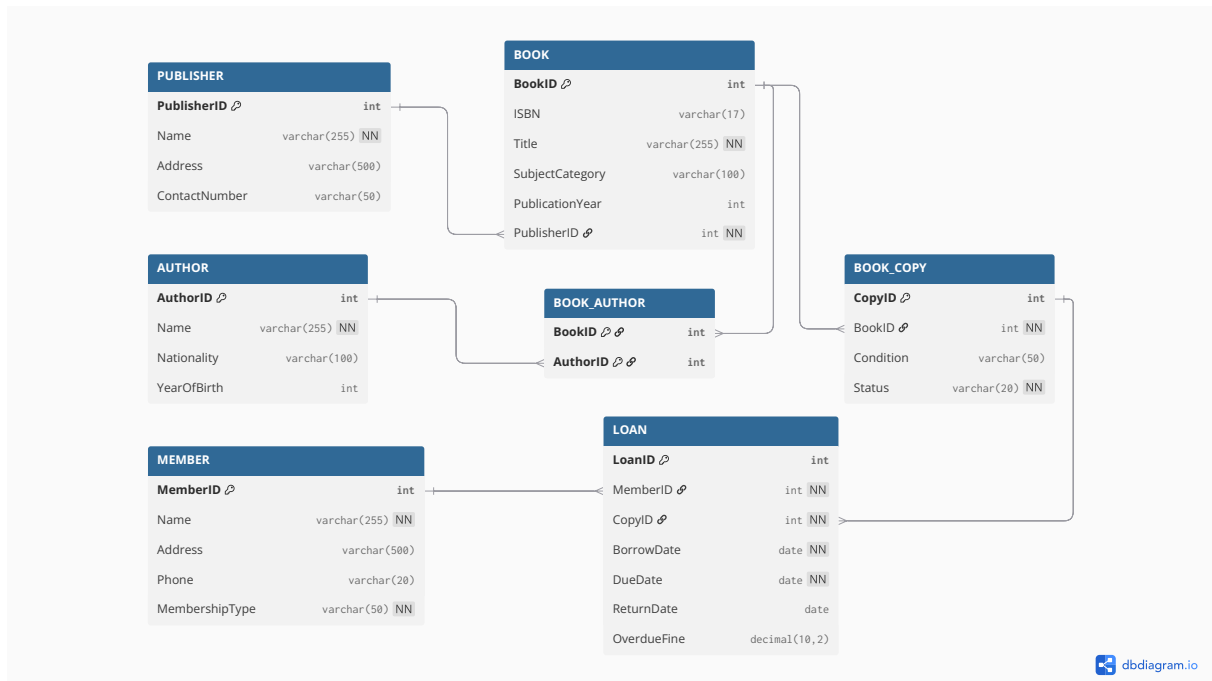 PUBLISHER
PublisherID int
Name varchar(255) NN
Address varchar(500)
ContactNumber varchar(50)
BOOK
BookID int
ISBN varchar(17)
Title varchar(255) NN
SubjectCategory varchar(100)
PublicationYear int
PublisherID int NN
AUTHOR
AuthorID int
Name varchar(255) NN
Nationality varchar(100)
YearOfBirth int
BOOK_AUTHOR
BookID int
AuthorID int
BOOK_COPY
CopyID int
BookID int NN
Condition varchar(50)
Status varchar(20) NN
MEMBER
MemberID int
Name varchar(255) NN
Address varchar(500)
Phone varchar(20)
MembershipType varchar(50) NN
LOAN
LoanID int
MemberID int NN
CopyID int NN
BorrowDate date NN
DueDate date NN
ReturnDate date
OverdueFine decimal(10,2)
dbdiagram.io